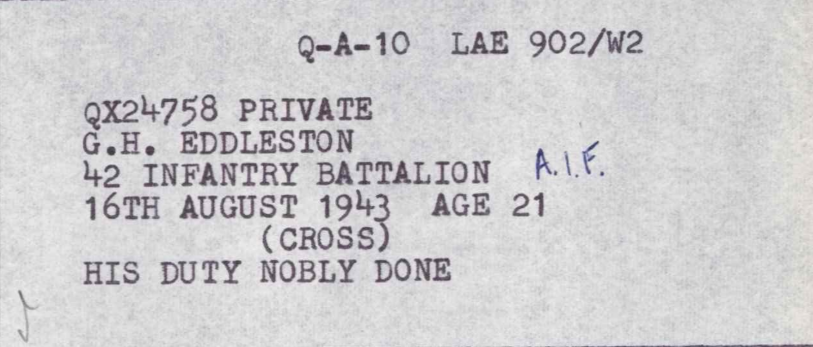 Q-A-10 LAE 902/W2
QX24758 PRIVATE
G.H. EDDLESTON
42 INFANTRY BATTALION A.I.F.
16TH AUGUST 1943 AGE 21
(CROSS)
HIS DUTY NOBLY DONE